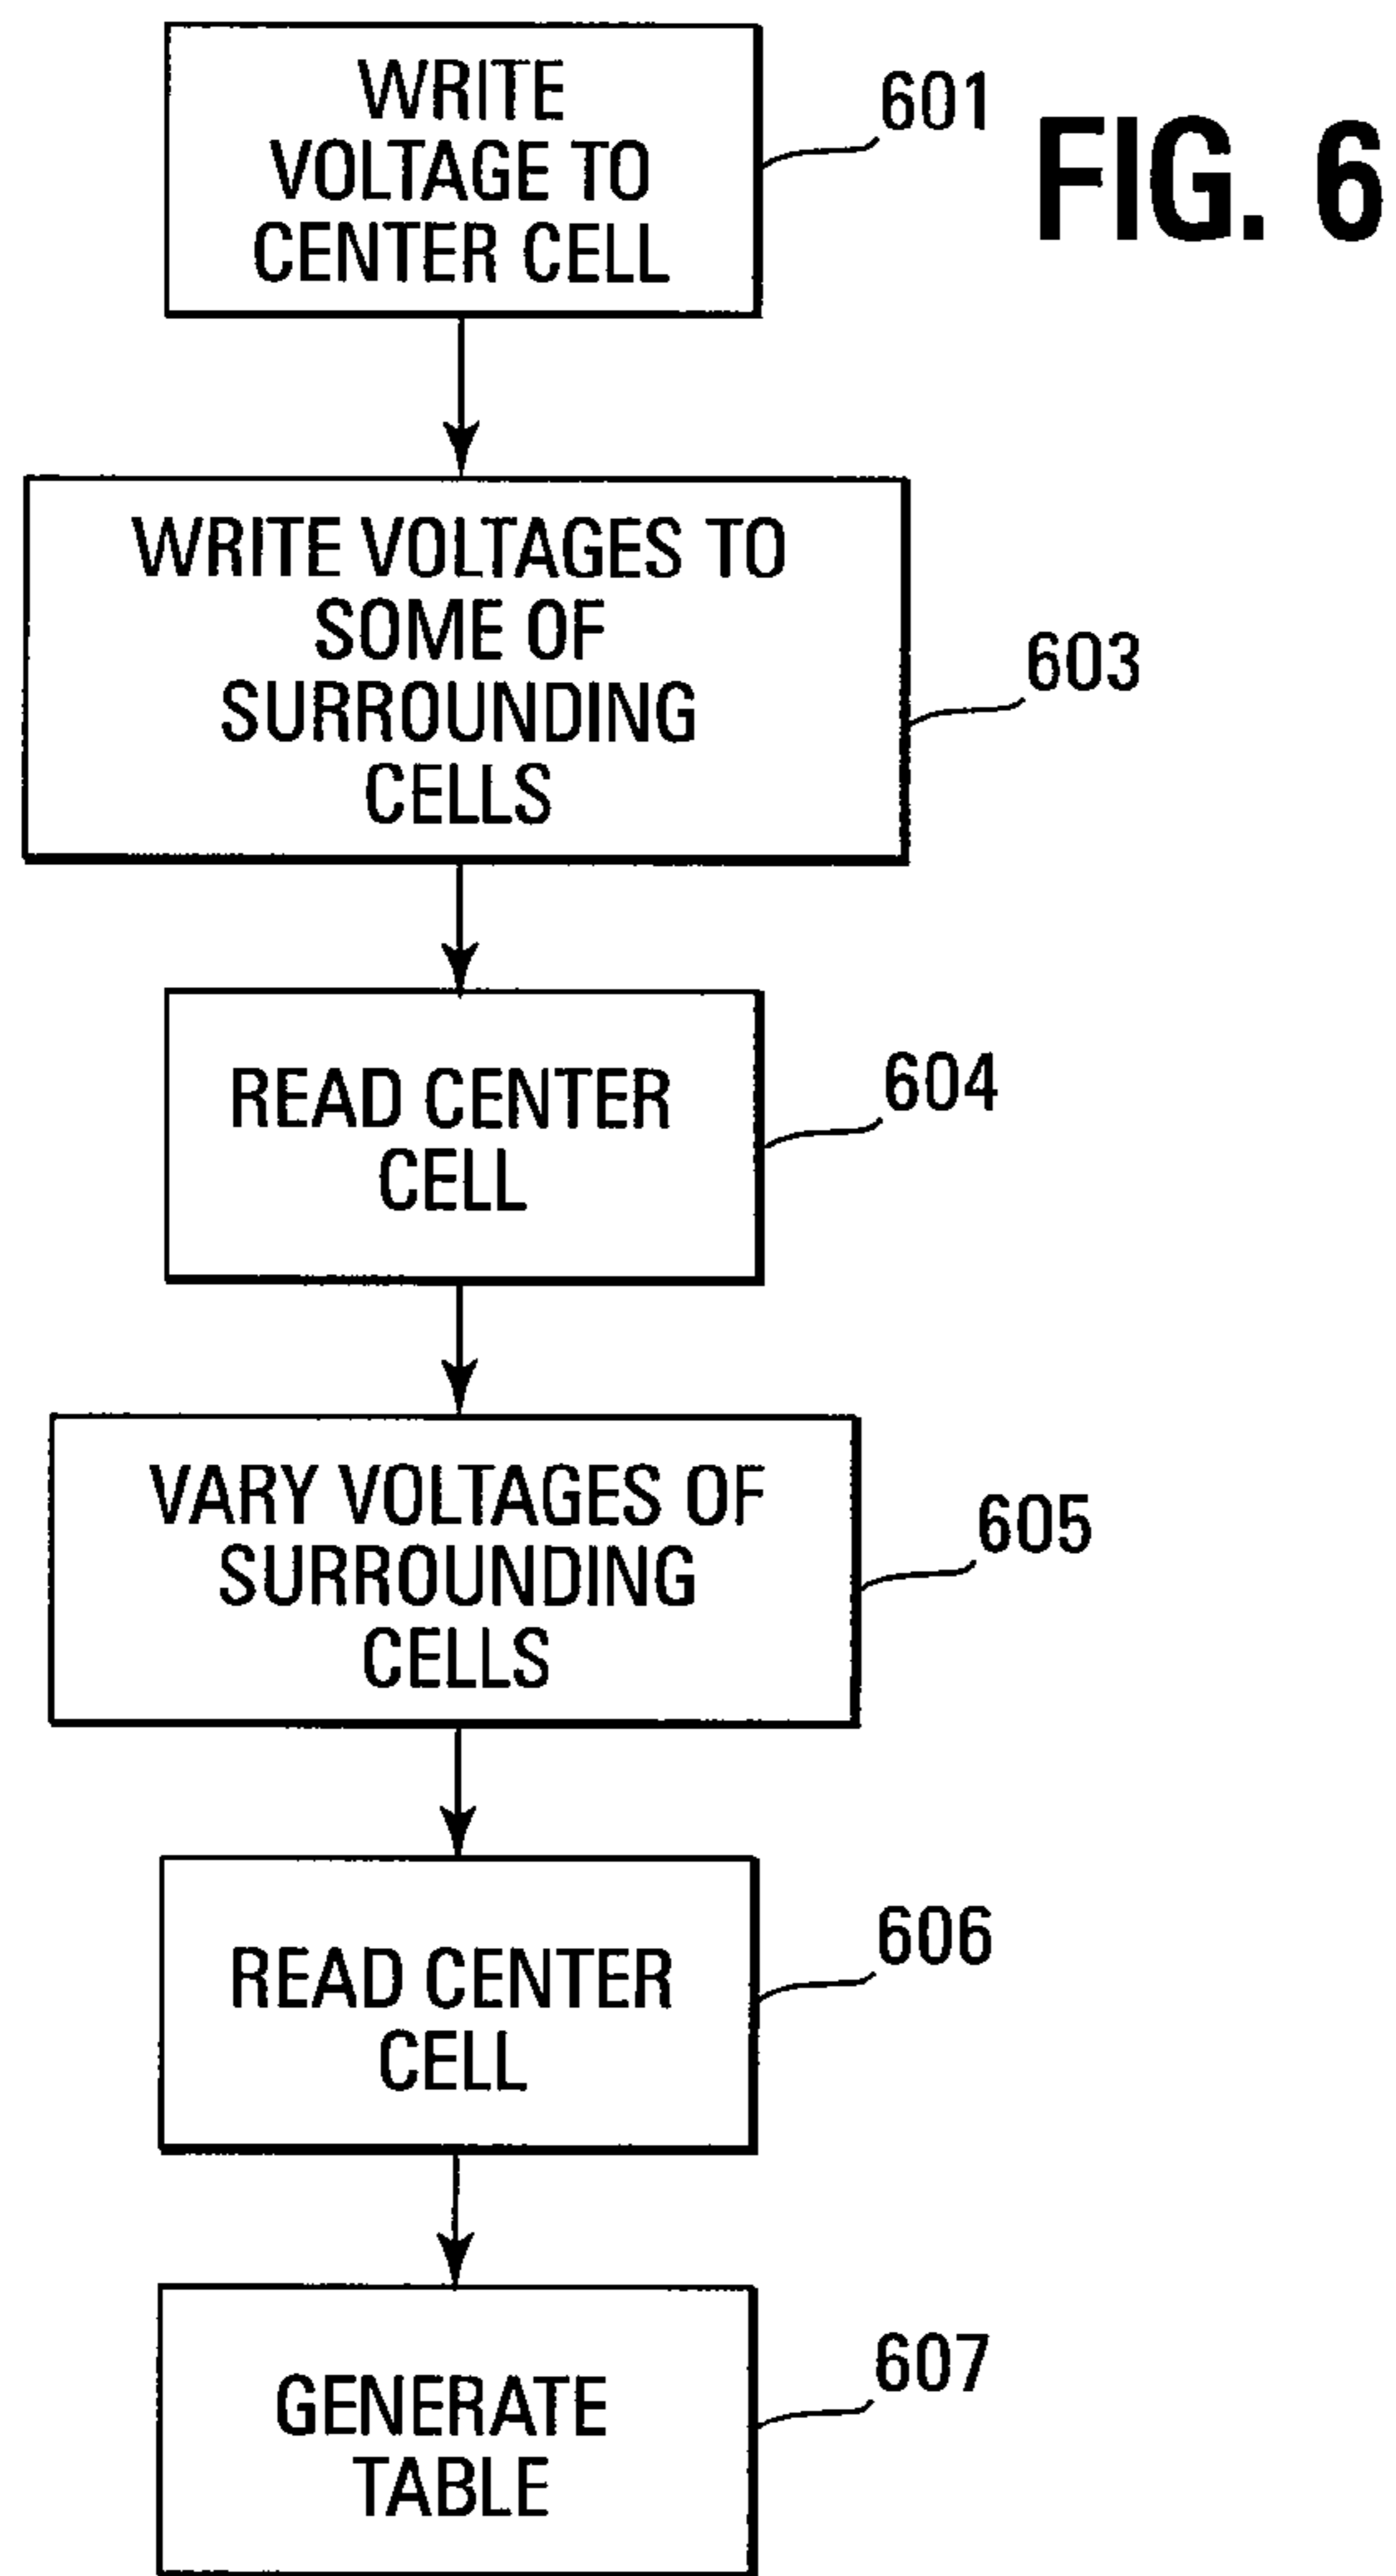 WRITE
VOLTAGE TO
CENTER CELL
601
FIG. 6
WRITE VOLTAGES TO
SOME OF
SURROUNDING
CELLS
603
READ CENTER
CELL
604
VARY VOLTAGES OF
SURROUNDING
CELLS
605
READ CENTER
CELL
606
GENERATE
TABLE
607